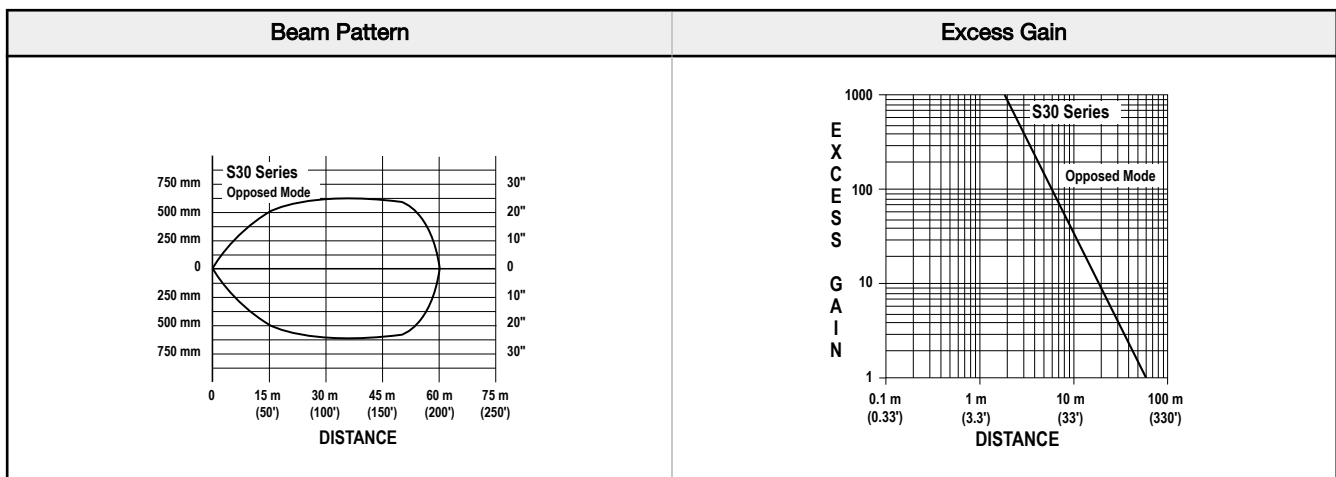 Beam Pattern
Excess Gain
S30 Series
Opposed Mode
750 mm
500 mm
250 mm
0
250 mm
500 mm
750 mm
30"
20"
10"
0
10"
20"
30"
0 15 m 30 m 45 m 60 m 75 m
(50') (100') (150') (200') (250')
DISTANCE
EXCESS GAIN
1000
100
10
1
S30 Series
Opposed Mode
0.1 m 1 m 10 m 100 m
(0.33') (3.3') (33') (330')
DISTANCE